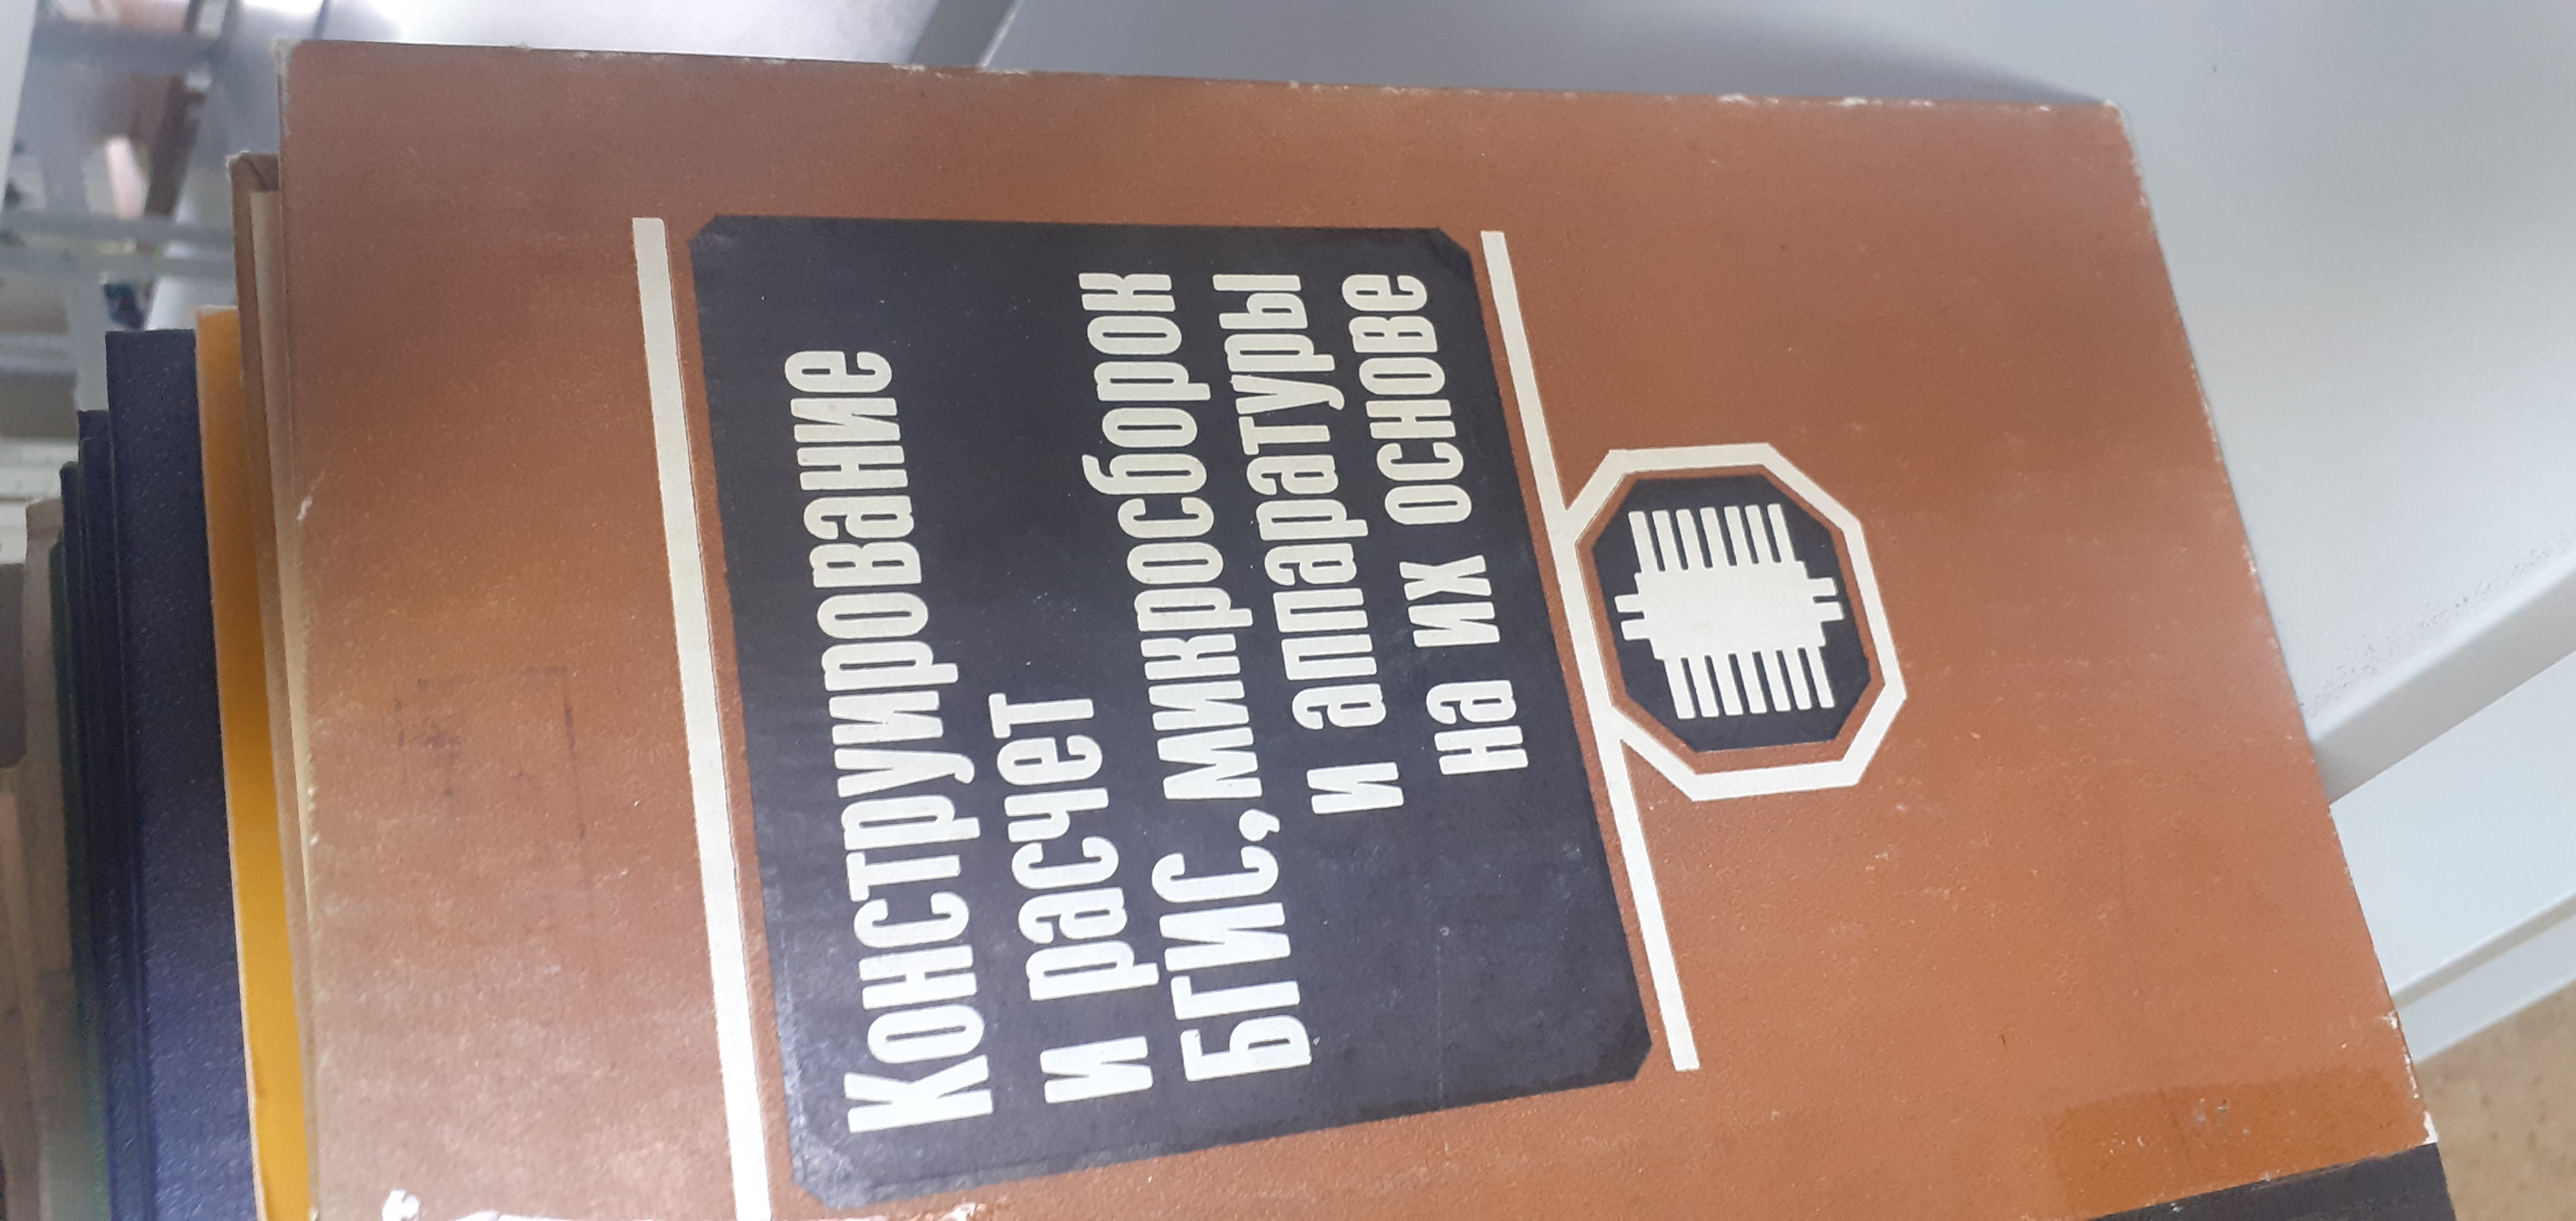 Конструирование
и расчет
БГИС, микросборок
и аппаратуры
на их основе